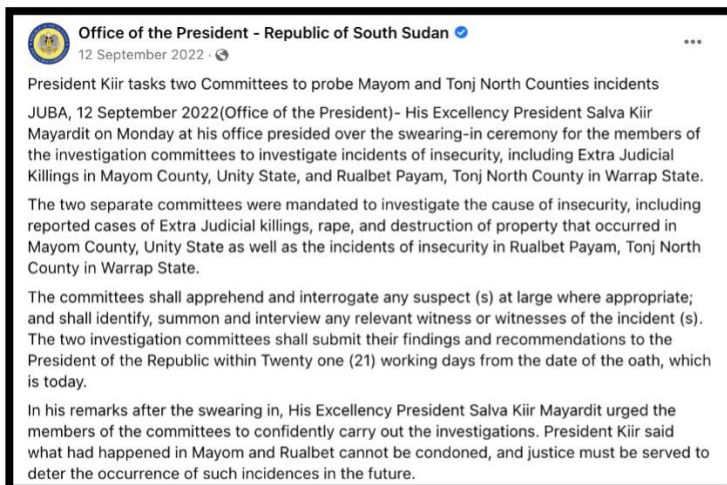 Office of the President - Republic of South Sudan
12 September 2022 ·
President Kiir tasks two Committees to probe Mayom and Tonj North Counties incidents
JUBA, 12 September 2022(Office of the President)- His Excellency President Salva Kiir
Mayardit on Monday at his office presided over the swearing-in ceremony for the members of
the investigation committees to investigate incidents of insecurity, including Extra Judicial
Killings in Mayom County, Unity State, and Rualbet Payam, Tonj North County in Warrap State.
The two separate committees were mandated to investigate the cause of insecurity, including
reported cases of Extra Judicial killings, rape, and destruction of property that occurred in
Mayom County, Unity State as well as the incidents of insecurity in Rualbet Payam, Tonj North
County in Warrap State.
The committees shall apprehend and interrogate any suspect (s) at large where appropriate;
and shall identify, summon and interview any relevant witness or witnesses of the incident (s).
The two investigation committees shall submit their findings and recommendations to the
President of the Republic within Twenty one (21) working days from the date of the oath, which
is today.
In his remarks after the swearing in, His Excellency President Salva Kiir Mayardit urged the
members of the committees to confidently carry out the investigations. President Kiir said
what had happened in Mayom and Rualbet cannot be condoned, and justice must be served to
deter the occurrence of such incidences in the future.